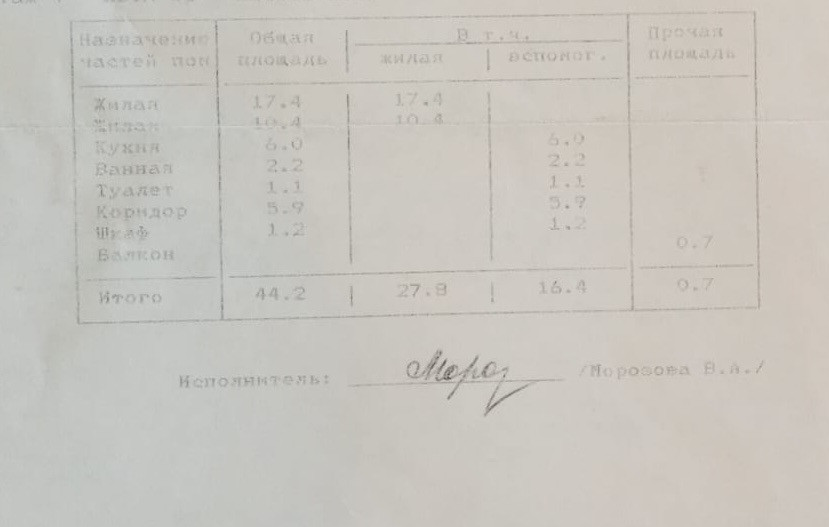 Назначение Общая В т.ч. Прочая
частей пом площадь жилая вспомог. площадь
Жилая 17.4 17.4
Жилая 10.4 10.4
Кухня 6.0 6.0
Ванная 2.2 2.2
Туалет 1.1 1.1
Коридор 5.9 5.9
Шкаф 1.2 1.2
Балкон 0.7
Итого 44.2 27.8 16.4 0.7
Исполнитель: Мороз /Морозова В.А./